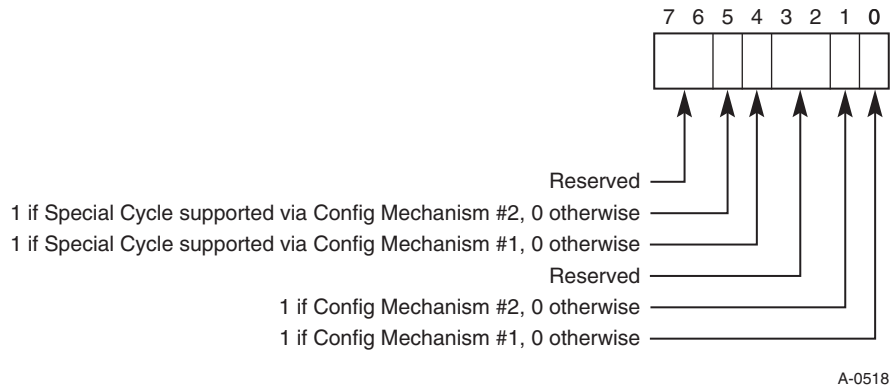 7 6 5 4 3 2 1 0
Reserved
1 if Special Cycle supported via Config Mechanism #2, 0 otherwise
1 if Special Cycle supported via Config Mechanism #1, 0 otherwise
Reserved
1 if Config Mechanism #2, 0 otherwise
1 if Config Mechanism #1, 0 otherwise
A-0518